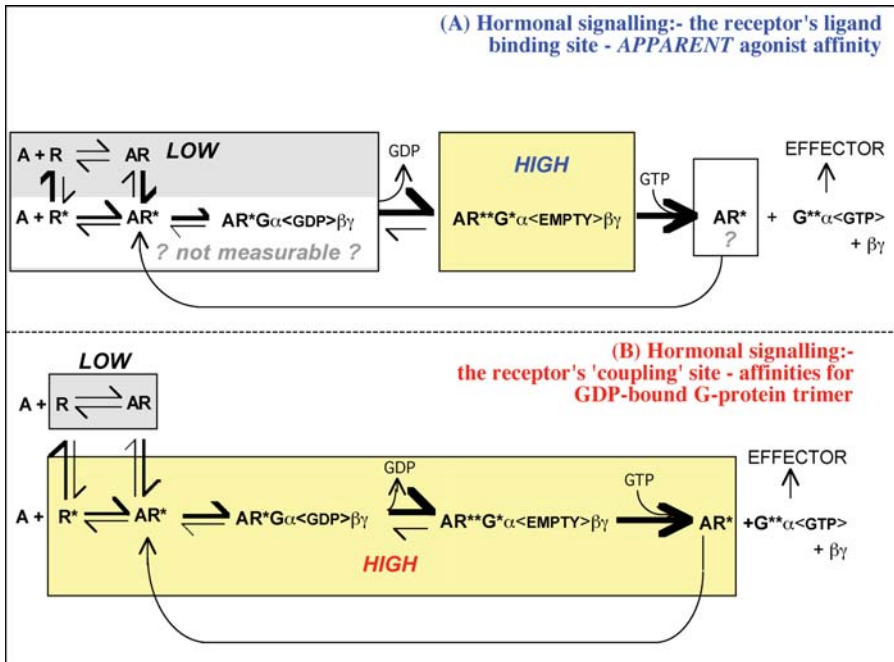 (A) Hormonal signalling:- the receptor's ligand
binding site - APPARENT agonist affinity
A + R AR LOW
GDP
HIGH
GTP
EFFECTOR
A + R* AR* AR*Gα<GDP>βγ AR**G*α<EMPTY>βγ AR* + G**α<GTP>
? not measurable ?
?
+ βγ
(B) Hormonal signalling:-
the receptor's 'coupling' site - affinities for
GDP-bound G-protein trimer
LOW
A + R AR
GDP
GTP
EFFECTOR
A + R* AR* AR*Gα<GDP>βγ AR**G*α<EMPTY>βγ AR* +G**α<GTP>
+ βγ
HIGH